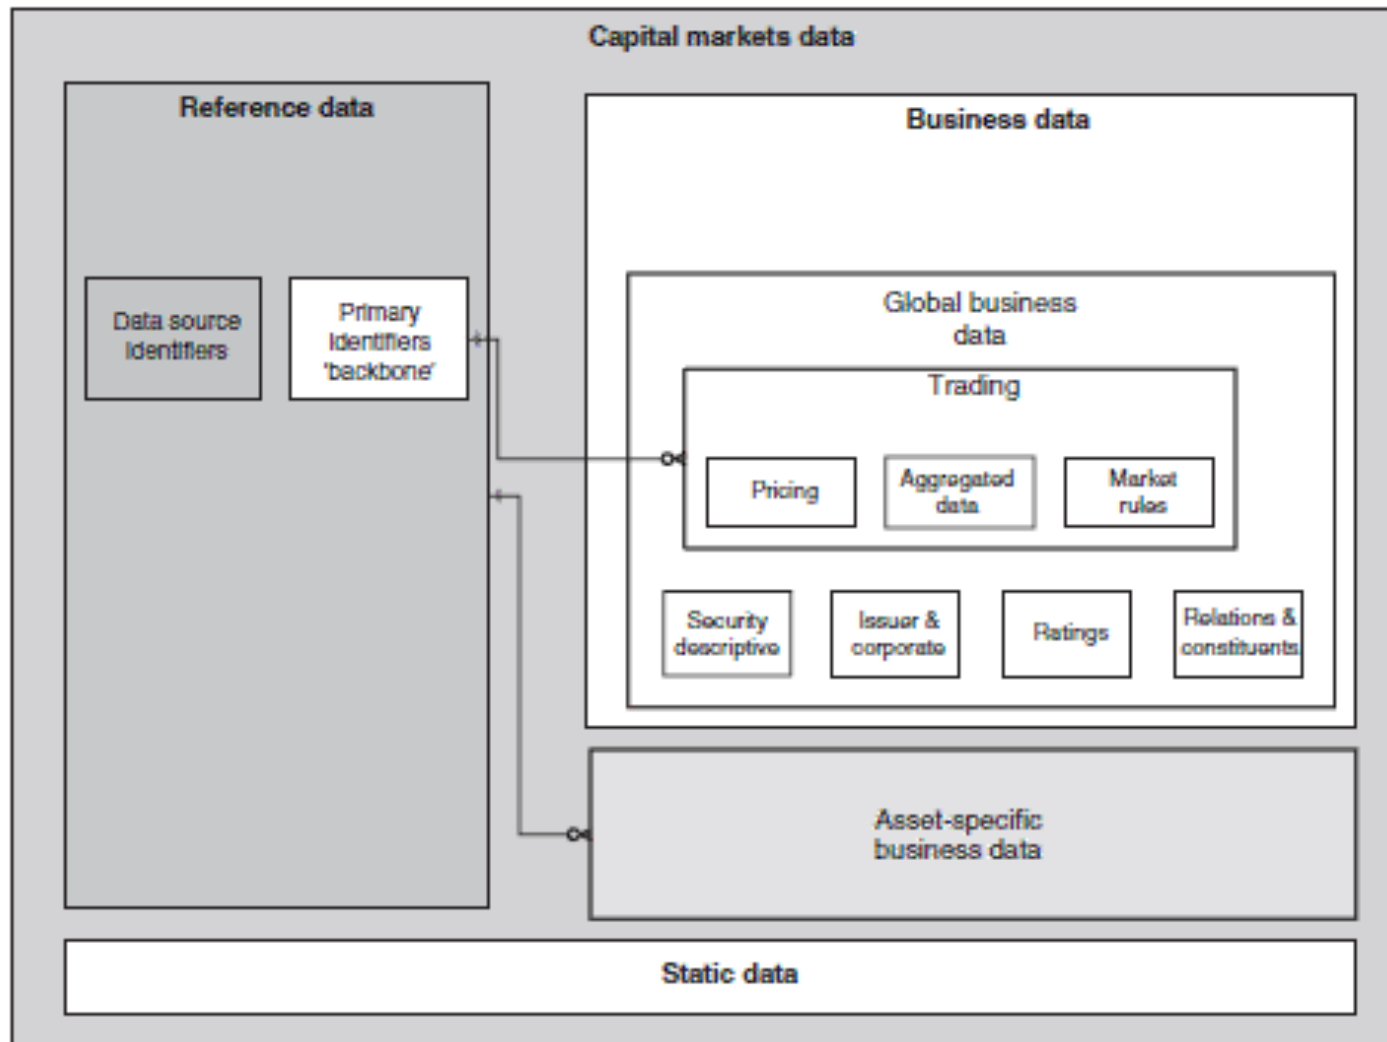 Capital markets data
Reference data
Data source
identifiers
Primary
identifiers
'backbone'
Business data
Global business
data
Trading
Pricing
Aggregated
data
Market
rules
Security
descriptive
Issuer &
corporate
Ratings
Relations &
constituents
Asset-specific
business data
Static data